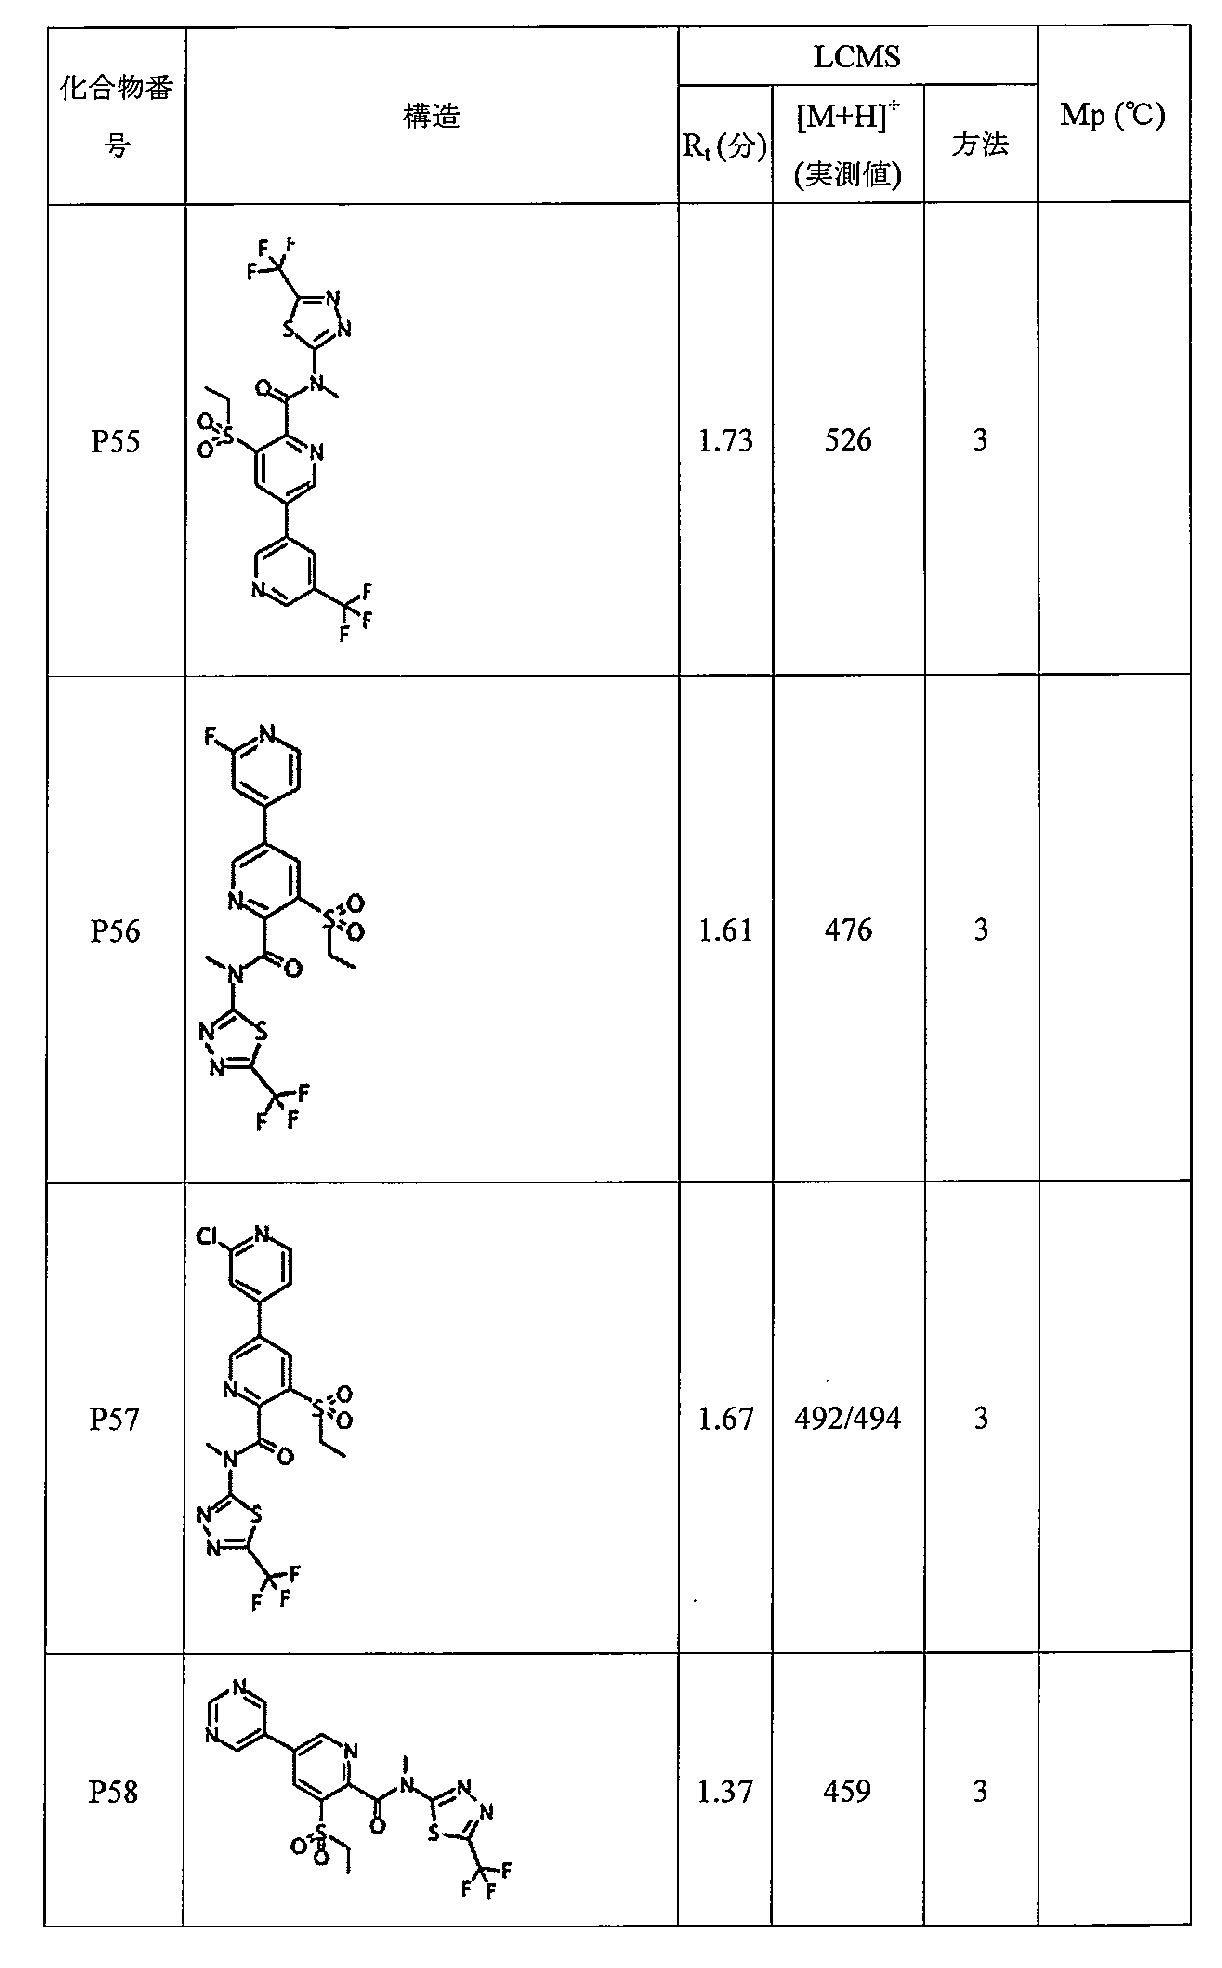 化合物番
号
構造
LCMS
Rt (分)
[M+H]+
(実測値)
方法
Mp (℃)
P55
F F
F
N
S N
N
O
O
S
O
N
N
F
F
F
1.73
526
3
P56
F N
N
S O
O
N O
N S
N
F
F F
1.61
476
3
P57
Cl N
N
S O
O
N O
N S
N
F
F F
1.67
492/494
3
P58
N
N
N
N N
N
O S
O S
O
F
F F
1.37
459
3